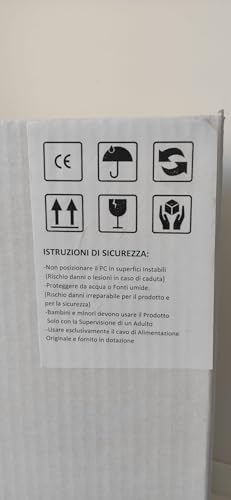 CE
ISTRUZIONI DI SICUREZZA:
-Non posizionare il PC in superfici Instabili
(Rischio danni o lesioni in caso di caduta)
-Proteggere da acqua o Fonti umide.
(Rischio danni irreparabile per il prodotto e
per la sicurezza)
-Bambini e minori devono usare il Prodotto
Solo con la Supervisione di un Adulto
-Usare esclusivamente il cavo di Alimentazione
Originale e fornito in dotazione